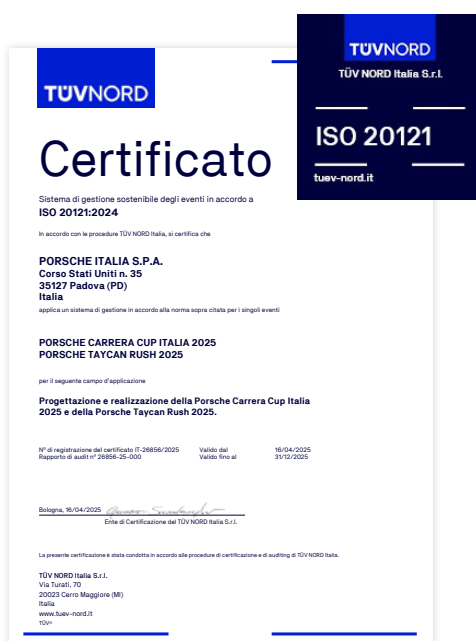 TÜVNORD
TÜVNORD
TÜV NORD Italia S.r.l.
ISO 20121
tuev-nord.it
Certificato
Sistema di gestione sostenibile degli eventi in accordo a
ISO 20121:2024
In accordo con le procedure TÜV NORD Italia, si certifica che
PORSCHE ITALIA S.P.A.
Corso Stati Uniti n. 35
35127 Padova (PD)
Italia
applica un sistema di gestione in accordo alla norma sopra citata per i singoli eventi
PORSCHE CARRERA CUP ITALIA 2025
PORSCHE TAYCAN RUSH 2025
per il seguente campo d'applicazione
Progettazione e realizzazione della Porsche Carrera Cup Italia
2025 e della Porsche Taycan Rush 2025.
N° di registrazione del certificato IT-26856/2025 Valido dal 16/04/2025
Rapporto di audit n° 26856-25-000 Valido fino al 31/12/2025
Bologna, 16/04/2025
Ente di Certificazione del TÜV NORD Italia S.r.l.
La presente certificazione è stata condotta in accordo alle procedure di certificazione e di auditing di TÜV NORD Italia.
TÜV NORD Italia S.r.l.
Via Turati, 70
20023 Cerro Maggiore (MI)
Italia
www.tuev-nord.it
TÜV®